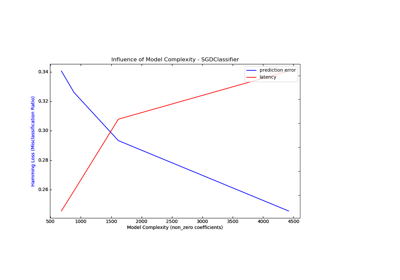 Influence of Model Complexity - SGDClassifier
prediction error
latency
0.34
0.32
0.30
0.28
0.26
Hamming Loss (Misclassification Ratio)
500 1000 1500 2000 2500 3000 3500 4000 4500
Model Complexity (non_zero coefficients)